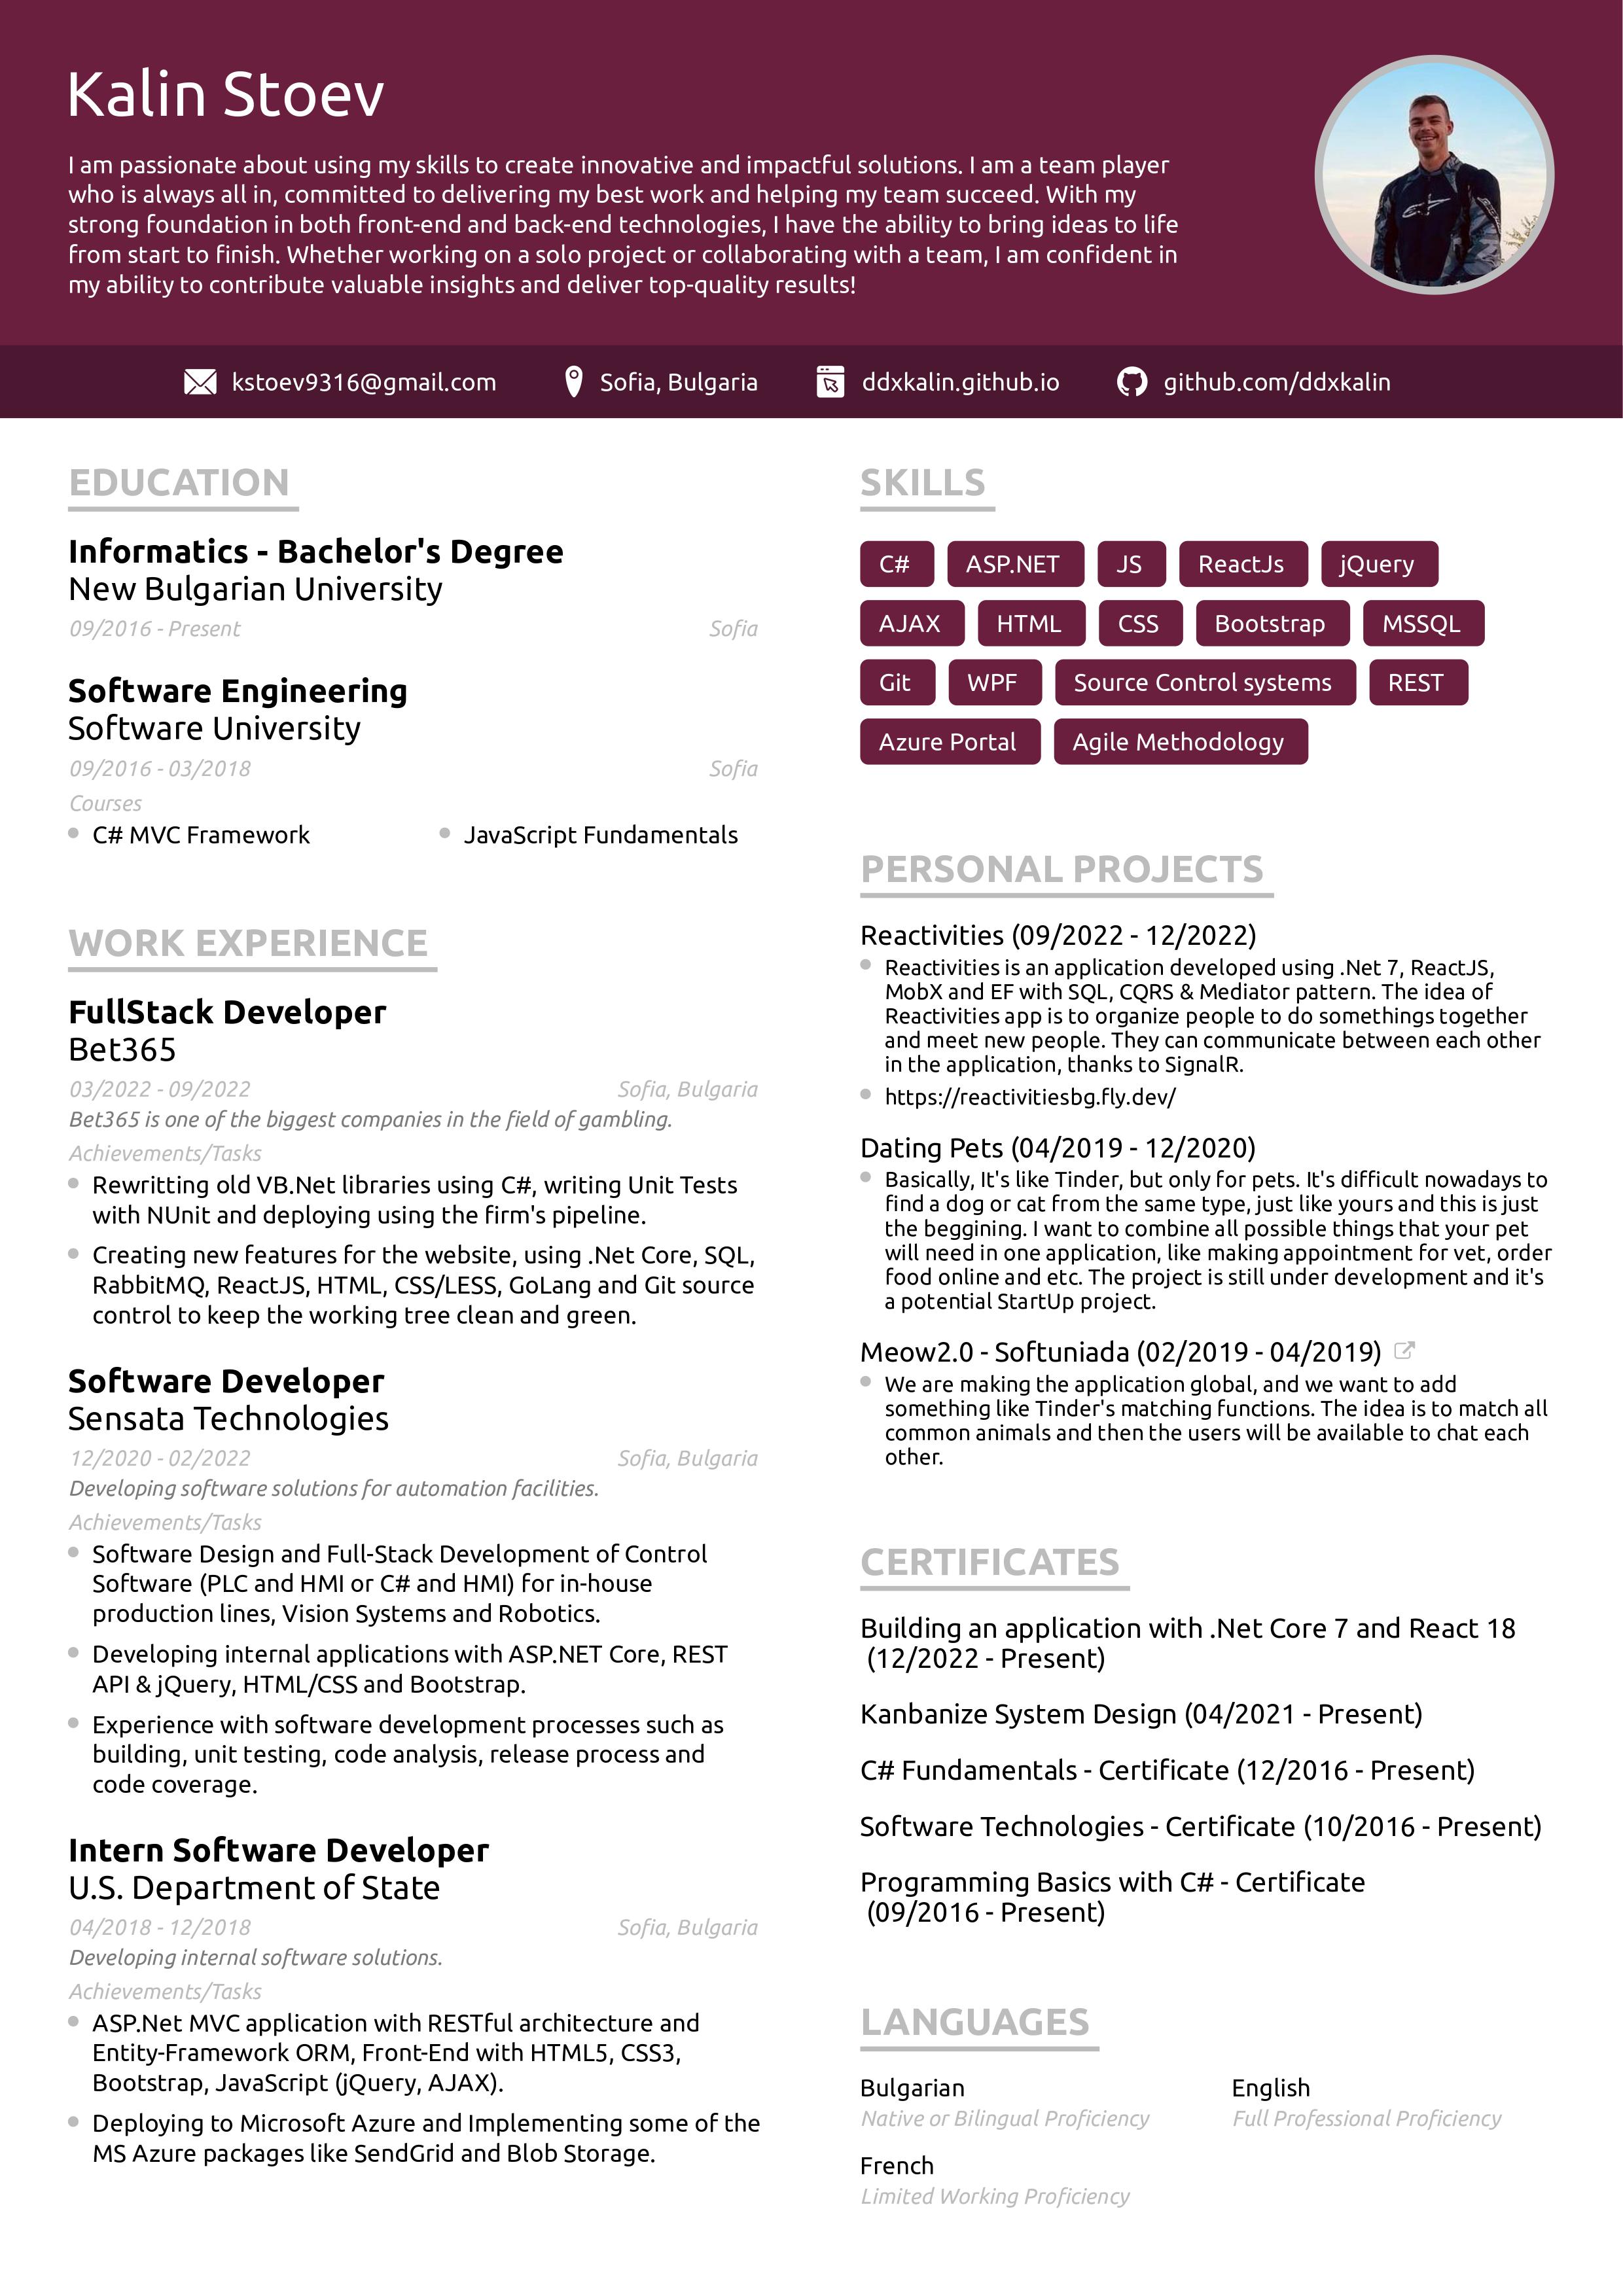 Kalin Stoev
I am passionate about using my skills to create innovative and impactful solutions. I am a team player
who is always all in, committed to delivering my best work and helping my team succeed. With my
strong foundation in both front-end and back-end technologies, I have the ability to bring ideas to life
from start to finish. Whether working on a solo project or collaborating with a team, I am confident in
my ability to contribute valuable insights and deliver top-quality results!
kstoev9316@gmail.com
Sofia, Bulgaria
ddxkalin.github.io
github.com/ddxkalin
EDUCATION
Informatics - Bachelor's Degree
New Bulgarian University
09/2016 - Present
Sofia
Software Engineering
Software University
09/2016 - 03/2018
Sofia
Courses
C# MVC Framework
JavaScript Fundamentals
WORK EXPERIENCE
FullStack Developer
Bet365
03/2022 - 09/2022
Sofia, Bulgaria
Bet365 is one of the biggest companies in the field of gambling.
Achievements/Tasks
Rewritting old VB.Net libraries using C#, writing Unit Tests
with NUnit and deploying using the firm's pipeline.
Creating new features for the website, using .Net Core, SQL,
RabbitMQ, ReactJS, HTML, CSS/LESS, GoLang and Git source
control to keep the working tree clean and green.
Software Developer
Sensata Technologies
12/2020 - 02/2022
Sofia, Bulgaria
Developing software solutions for automation facilities.
Achievements/Tasks
Software Design and Full-Stack Development of Control
Software (PLC and HMI or C# and HMI) for in-house
production lines, Vision Systems and Robotics.
Developing internal applications with ASP.NET Core, REST
API & jQuery, HTML/CSS and Bootstrap.
Experience with software development processes such as
building, unit testing, code analysis, release process and
code coverage.
Intern Software Developer
U.S. Department of State
04/2018 - 12/2018
Sofia, Bulgaria
Developing internal software solutions.
Achievements/Tasks
ASP.Net MVC application with RESTful architecture and
Entity-Framework ORM, Front-End with HTML5, CSS3,
Bootstrap, JavaScript (jQuery, AJAX).
Deploying to Microsoft Azure and Implementing some of the
MS Azure packages like SendGrid and Blob Storage.
SKILLS
C#
ASP.NET
JS
ReactJs
jQuery
AJAX
HTML
CSS
Bootstrap
MSSQL
Git
WPF
Source Control systems
REST
Azure Portal
Agile Methodology
PERSONAL PROJECTS
Reactivities (09/2022 - 12/2022)
Reactivities is an application developed using .Net 7, ReactJS,
MobX and EF with SQL, CQRS & Mediator pattern. The idea of
Reactivities app is to organize people to do somethings together
and meet new people. They can communicate between each other
in the application, thanks to SignalR.
https://reactivitiesbg.fly.dev/
Dating Pets (04/2019 - 12/2020)
Basically, It's like Tinder, but only for pets. It's difficult nowadays to
find a dog or cat from the same type, just like yours and this is just
the beggining. I want to combine all possible things that your pet
will need in one application, like making appointment for vet, order
food online and etc. The project is still under development and it's
a potential StartUp project.
Meow2.0 - Softuniada (02/2019 - 04/2019)
We are making the application global, and we want to add
something like Tinder's matching functions. The idea is to match all
common animals and then the users will be available to chat each
other.
CERTIFICATES
Building an application with .Net Core 7 and React 18
(12/2022 - Present)
Kanbanize System Design (04/2021 - Present)
C# Fundamentals - Certificate (12/2016 - Present)
Software Technologies - Certificate (10/2016 - Present)
Programming Basics with C# - Certificate
(09/2016 - Present)
LANGUAGES
Bulgarian
Native or Bilingual Proficiency
English
Full Professional Proficiency
French
Limited Working Proficiency